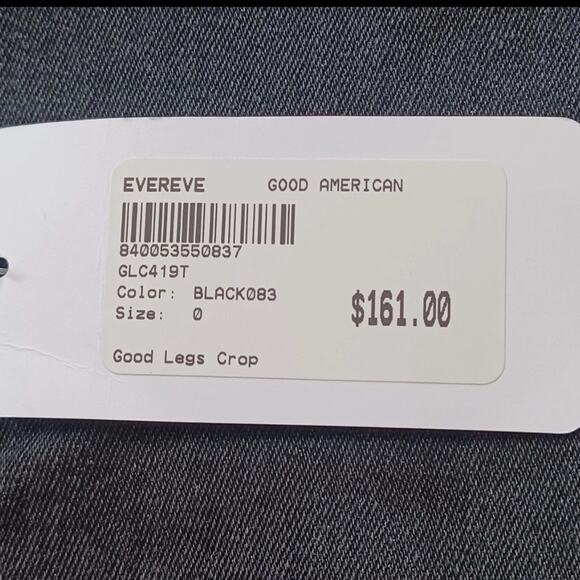 EVEREVE GOOD AMERICAN
840053550837
GLC419T
Color: BLACK083
Size: 0
$161.00
Good Legs Crop